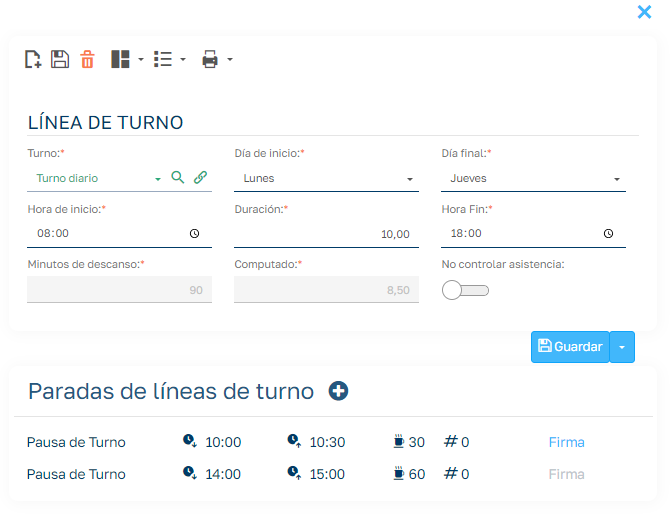 LÍNEA DE TURNO
Turno:* Día de inicio:* Día final:*
Turno diario Lunes Jueves
Hora de inicio:* Duración:* Hora Fin:*
08:00 10,00 18:00
Minutos de descanso:* Computado:* No controlar asistencia:
90 8,50
Guardar
Paradas de líneas de turno
Pausa de Turno 10:00 10:30 30 # 0 Firma
Pausa de Turno 14:00 15:00 60 # 0 Firma